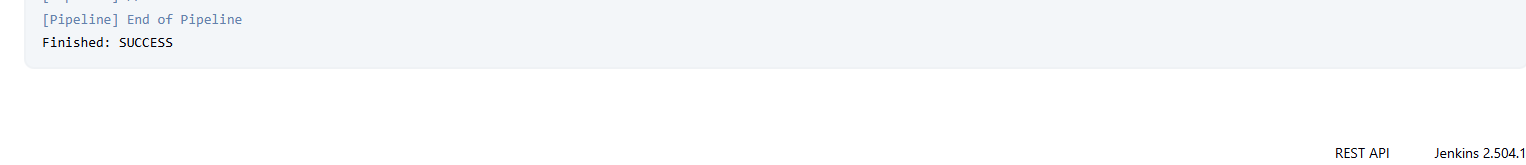 [Pipeline] End of Pipeline
Finished: SUCCESS
REST API Jenkins 2.504.1